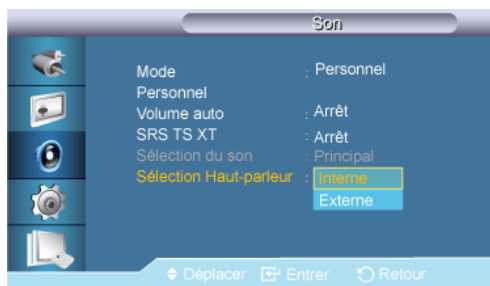 Son
Mode : Personnel
Personnel
Volume auto : Arrêt
SRS TS XT : Arrêt
Sélection du son : Principal
Sélection Haut-parleur : Interne
Externe
Déplacer Entrer Retour